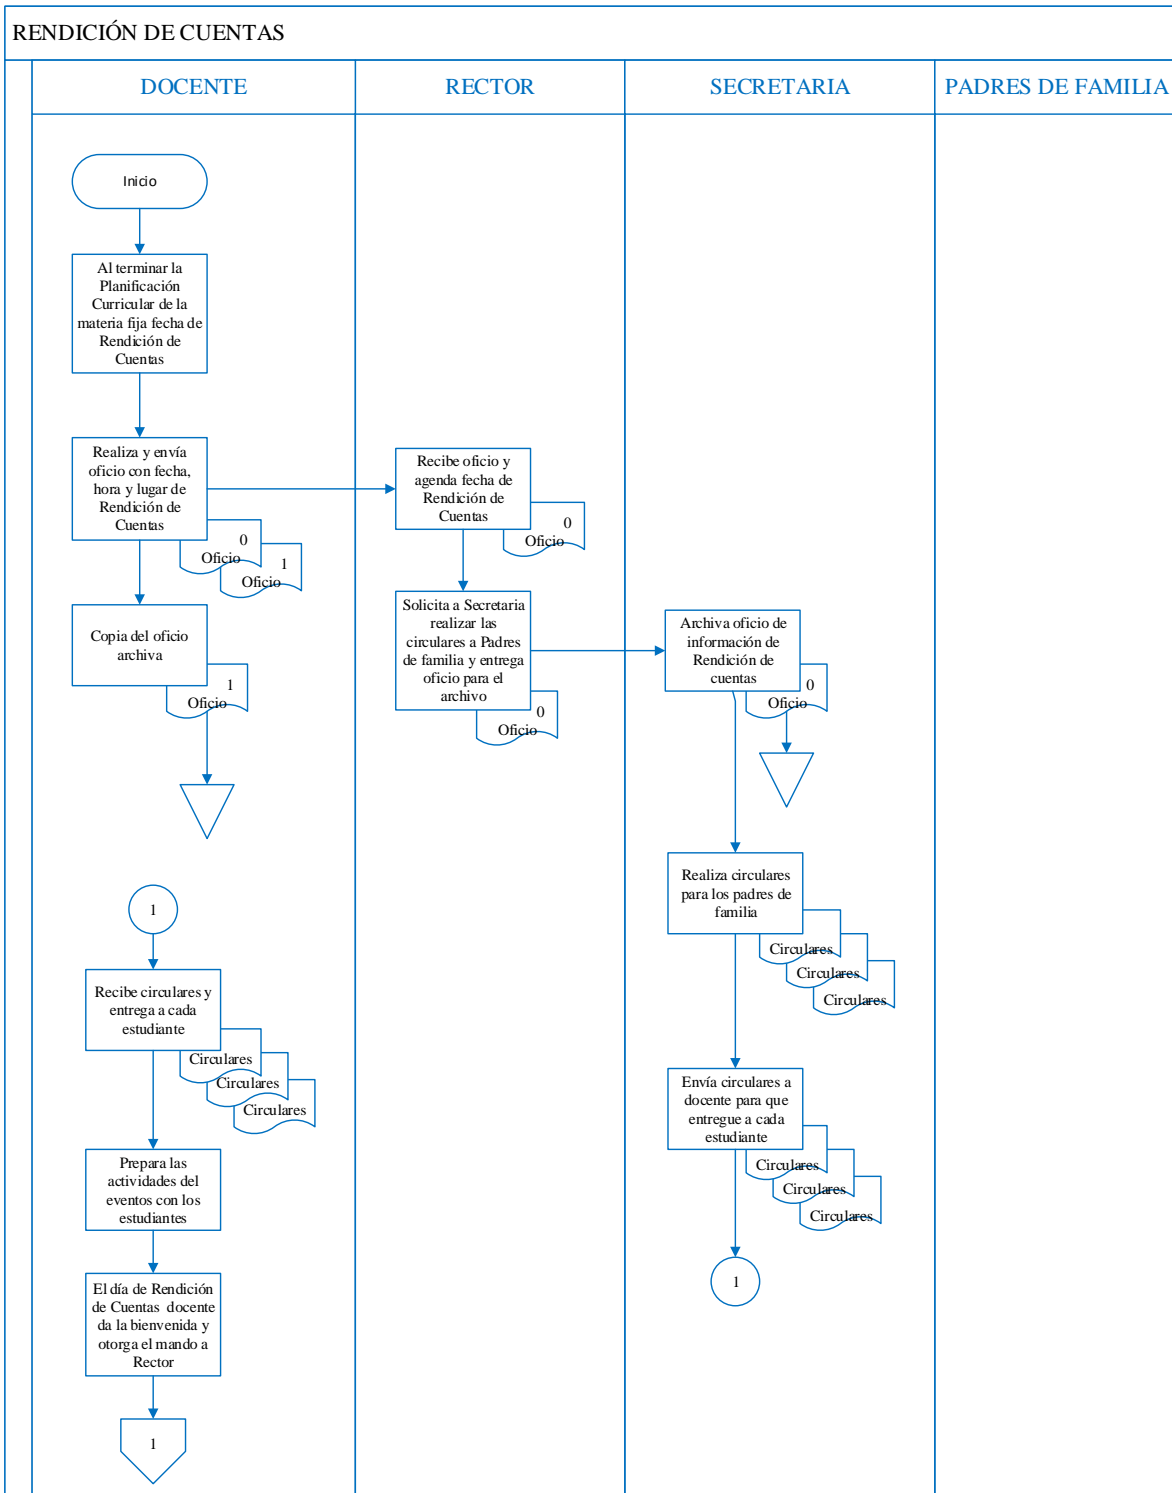 RENDICIÓN DE CUENTAS
DOCENTE
RECTOR
SECRETARIA
PADRES DE FAMILIA
Inicio
Al terminar la
Planificación
Curricular de la
materia fija fecha de
Rendición de
Cuentas
Realiza y envía
oficio con fecha,
hora y lugar de
Rendición de
Cuentas
0
Oficio
1
Oficio
Recibe oficio y
agenda fecha de
Rendición de
Cuentas
0
Oficio
Copia del oficio
archiva
1
Oficio
Solicita a Secretaria
realizar las
circulares a Padres
de familia y entrega
oficio para el
archivo
0
Oficio
Archiva oficio de
información de
Rendición de
cuentas
0
Oficio
Realiza circulares
para los padres de
familia
Circulares
Circulares
Circulares
Envía circulares a
docente para que
entregue a cada
estudiante
Circulares
Circulares
Circulares
1
1
Recibe circulares y
entrega a cada
estudiante
Circulares
Circulares
Circulares
Prepara las
actividades del
eventos con los
estudiantes
El día de Rendición
de Cuentas docente
da la bienvenida y
otorga el mando a
Rector
1